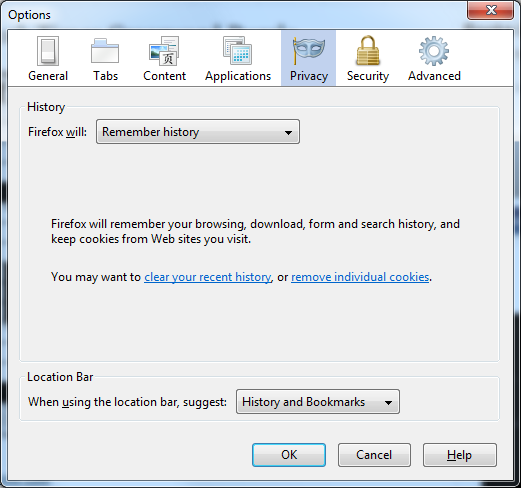 Options
General Tabs Content Applications Privacy Security Advanced
History
Firefox will: Remember history
Firefox will remember your browsing, download, form and search history, and
keep cookies from Web sites you visit.
You may want to clear your recent history, or remove individual cookies.
Location Bar
When using the location bar, suggest: History and Bookmarks
OK Cancel Help